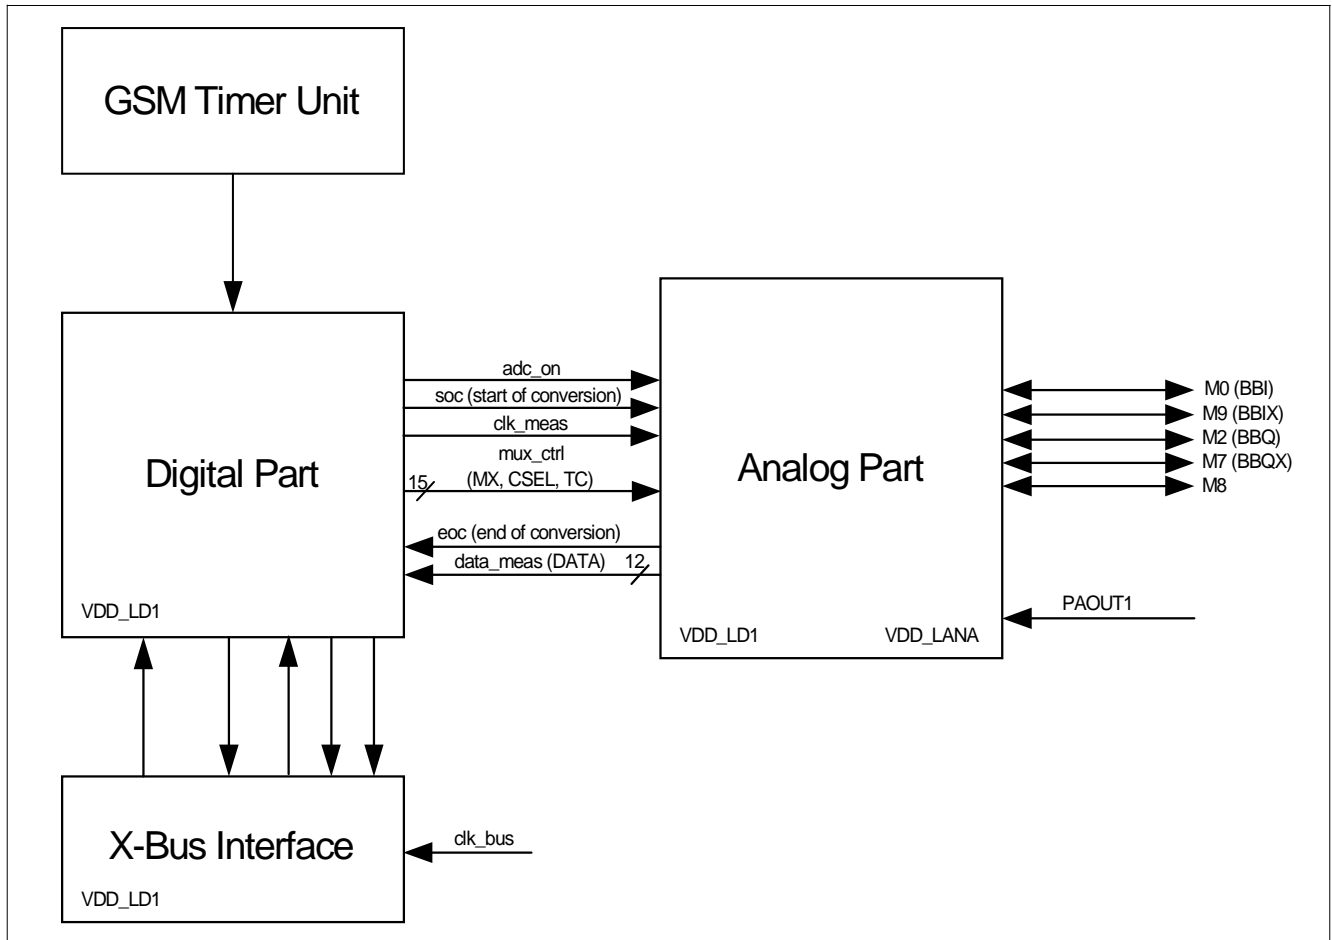 GSM Timer Unit
adc_on
soc (start of conversion)
clk_meas
mux_ctrl
15
(MX, CSEL, TC)
eoc (end of conversion)
data_meas (DATA)
12
Digital Part
VDD_LD1
Analog Part
VDD_LD1
VDD_LANA
M0 (BBI)
M9 (BBIX)
M2 (BBQ)
M7 (BBQX)
M8
PAOUT1
X-Bus Interface
VDD_LD1
clk_bus